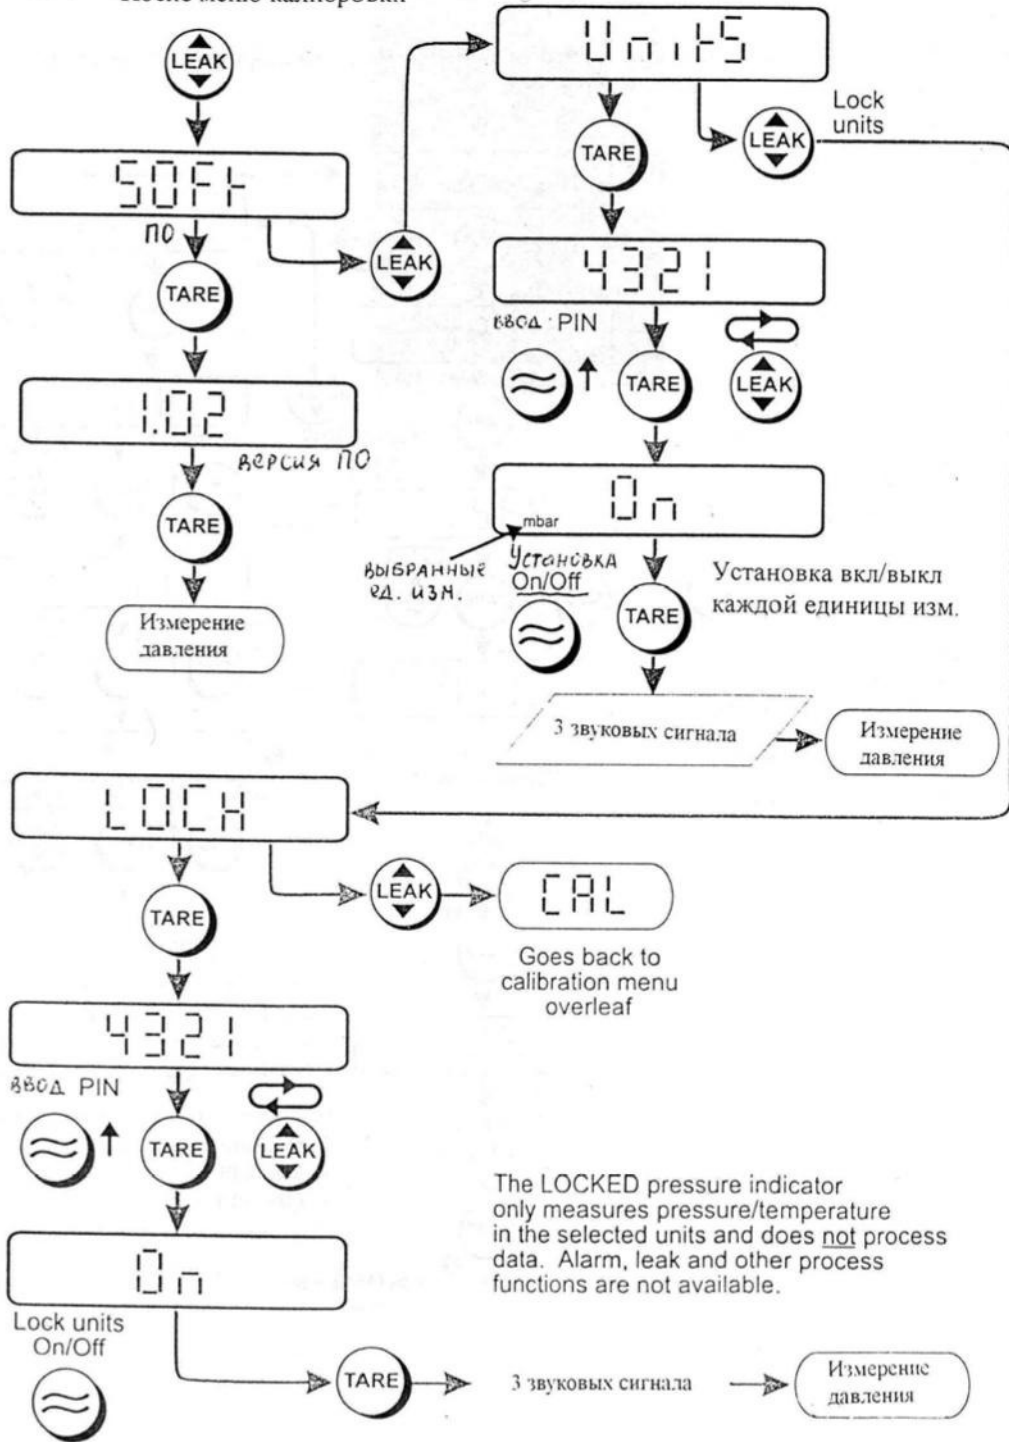 После меню калибровки
LEAK
SOFt
ПО
TARE
1.02
ВЕРСИЯ ПО
TARE
Измерение
давления
LEAK
UnitS
Lock
units
LEAK
TARE
4321
ВВОД PIN
TARE
LEAK
On
mbar
ВЫБРАННЫЕ
ЕД. ИЗМ.
УСТАНОВКА
On/Off
TARE
Установка вкл/выкл
каждой единицы изм.
3 звуковых сигнала
Измерение
давления
LOCH
LEAK
CAL
Goes back to
calibration menu
overleaf
TARE
4321
ВВОД PIN
TARE
LEAK
The LOCKED pressure indicator
only measures pressure/temperature
in the selected units and does not process
data. Alarm, leak and other process
functions are not available.
On
Lock units
On/Off
TARE
3 звуковых сигнала
Измерение
давления